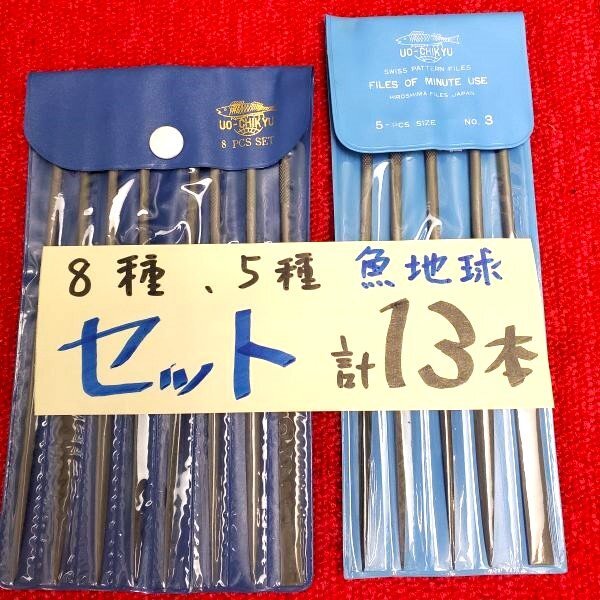 UO-CHIKYU
8 PCS SET
UO-CHIKYU
SWISS PATTERN FILES
FILES OF MINUTE USE
HIROSHIMA FILES, JAPAN
5-PCS SIZE NO. 3
8種、5種 魚地球
セット 計13本